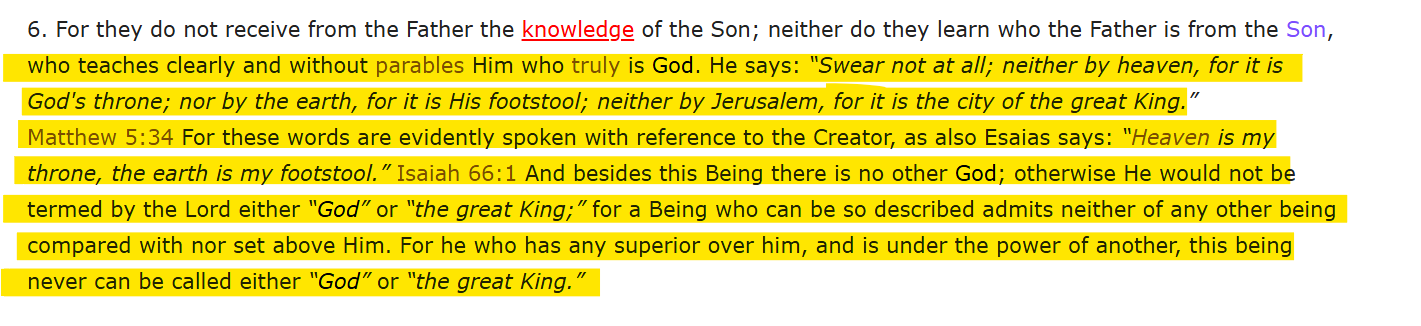 6. For they do not receive from the Father the knowledge of the Son; neither do they learn who the Father is from the Son,
who teaches clearly and without parables Him who truly is God. He says: “Swear not at all; neither by heaven, for it is
God's throne; nor by the earth, for it is His footstool; neither by Jerusalem, for it is the city of the great King.”
Matthew 5:34 For these words are evidently spoken with reference to the Creator, as also Esaias says: “Heaven is my
throne, the earth is my footstool.” Isaiah 66:1 And besides this Being there is no other God; otherwise He would not be
termed by the Lord either “God” or “the great King;” for a Being who can be so described admits neither of any other being
compared with nor set above Him. For he who has any superior over him, and is under the power of another, this being
never can be called either “God” or “the great King.”